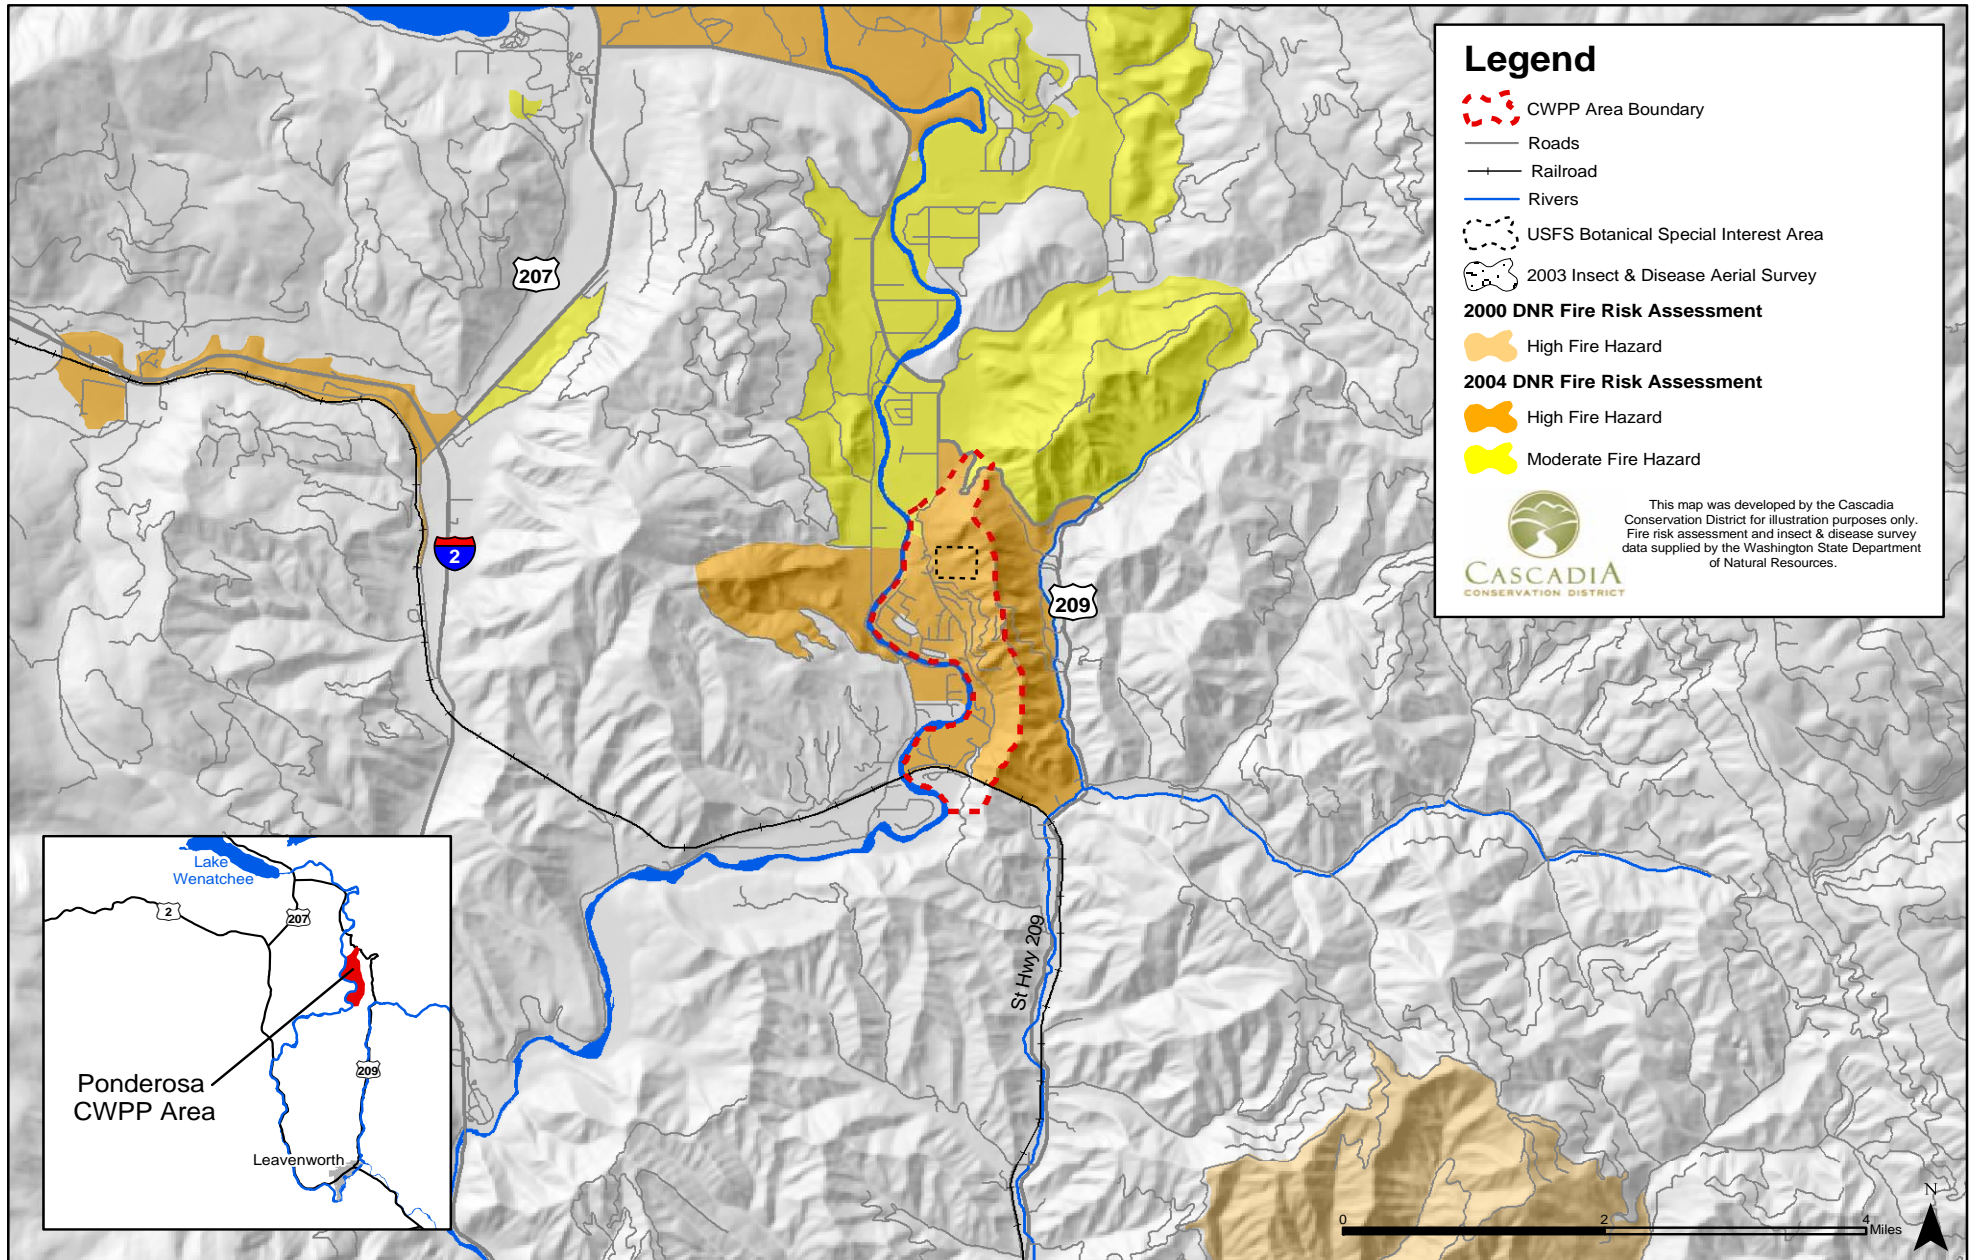 Legend
CWPP Area Boundary
Roads
Railroad
Rivers
USFS Botanical Special Interest Area
2003 Insect & Disease Aerial Survey
2000 DNR Fire Risk Assessment
High Fire Hazard
2004 DNR Fire Risk Assessment
High Fire Hazard
Moderate Fire Hazard
CASCADIA
CONSERVATION DISTRICT
This map was developed by the Cascadia
Conservation District for illustration purposes only.
Fire risk assessment and insect & disease survey
data supplied by the Washington State Department
of Natural Resources.
207
2
209
St Hwy 209
Lake
Wenatchee
2
207
209
Ponderosa
CWPP Area
Leavenworth
N
0 2 4
Miles